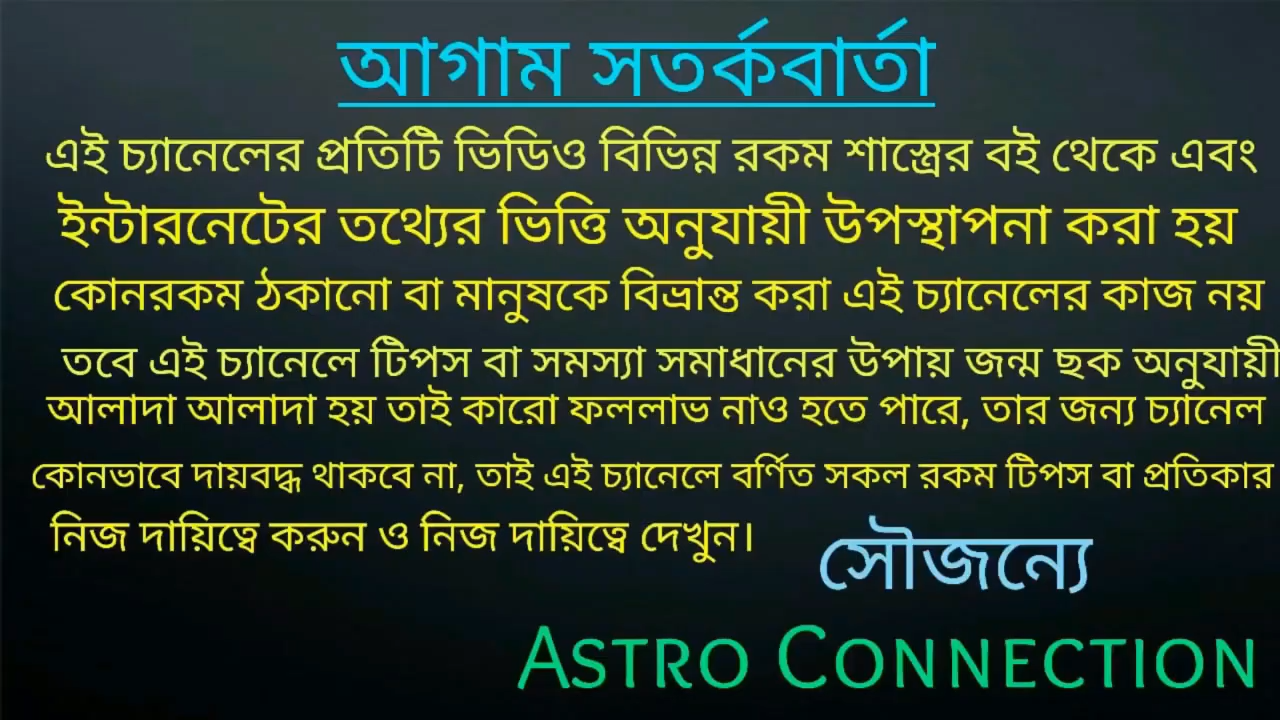 আগাম সতর্কবার্তা
এই চ্যানেলের প্রতিটি ভিডিও বিভিন্ন রকম শাস্ত্রের বই থেকে এবং
ইন্টারনেটের তথ্যের ভিত্তি অনুযায়ী উপস্থাপনা করা হয়
কোনরকম ঠকানো বা মানুষকে বিভ্রান্ত করা এই চ্যানেলের কাজ নয়
তবে এই চ্যানেলে টিপস বা সমস্যা সমাধানের উপায় জন্ম ছক অনুযায়ী
আলাদা আলাদা হয় তাই কারো ফললাভ নাও হতে পারে, তার জন্য চ্যানেল
কোনভাবে দায়বদ্ধ থাকবে না, তাই এই চ্যানেলে বর্ণিত সকল রকম টিপস বা প্রতিকার
নিজ দায়িত্বে করুন ও নিজ দায়িত্বে দেখুন।
সৌজন্যে
ASTRO CONNECTION